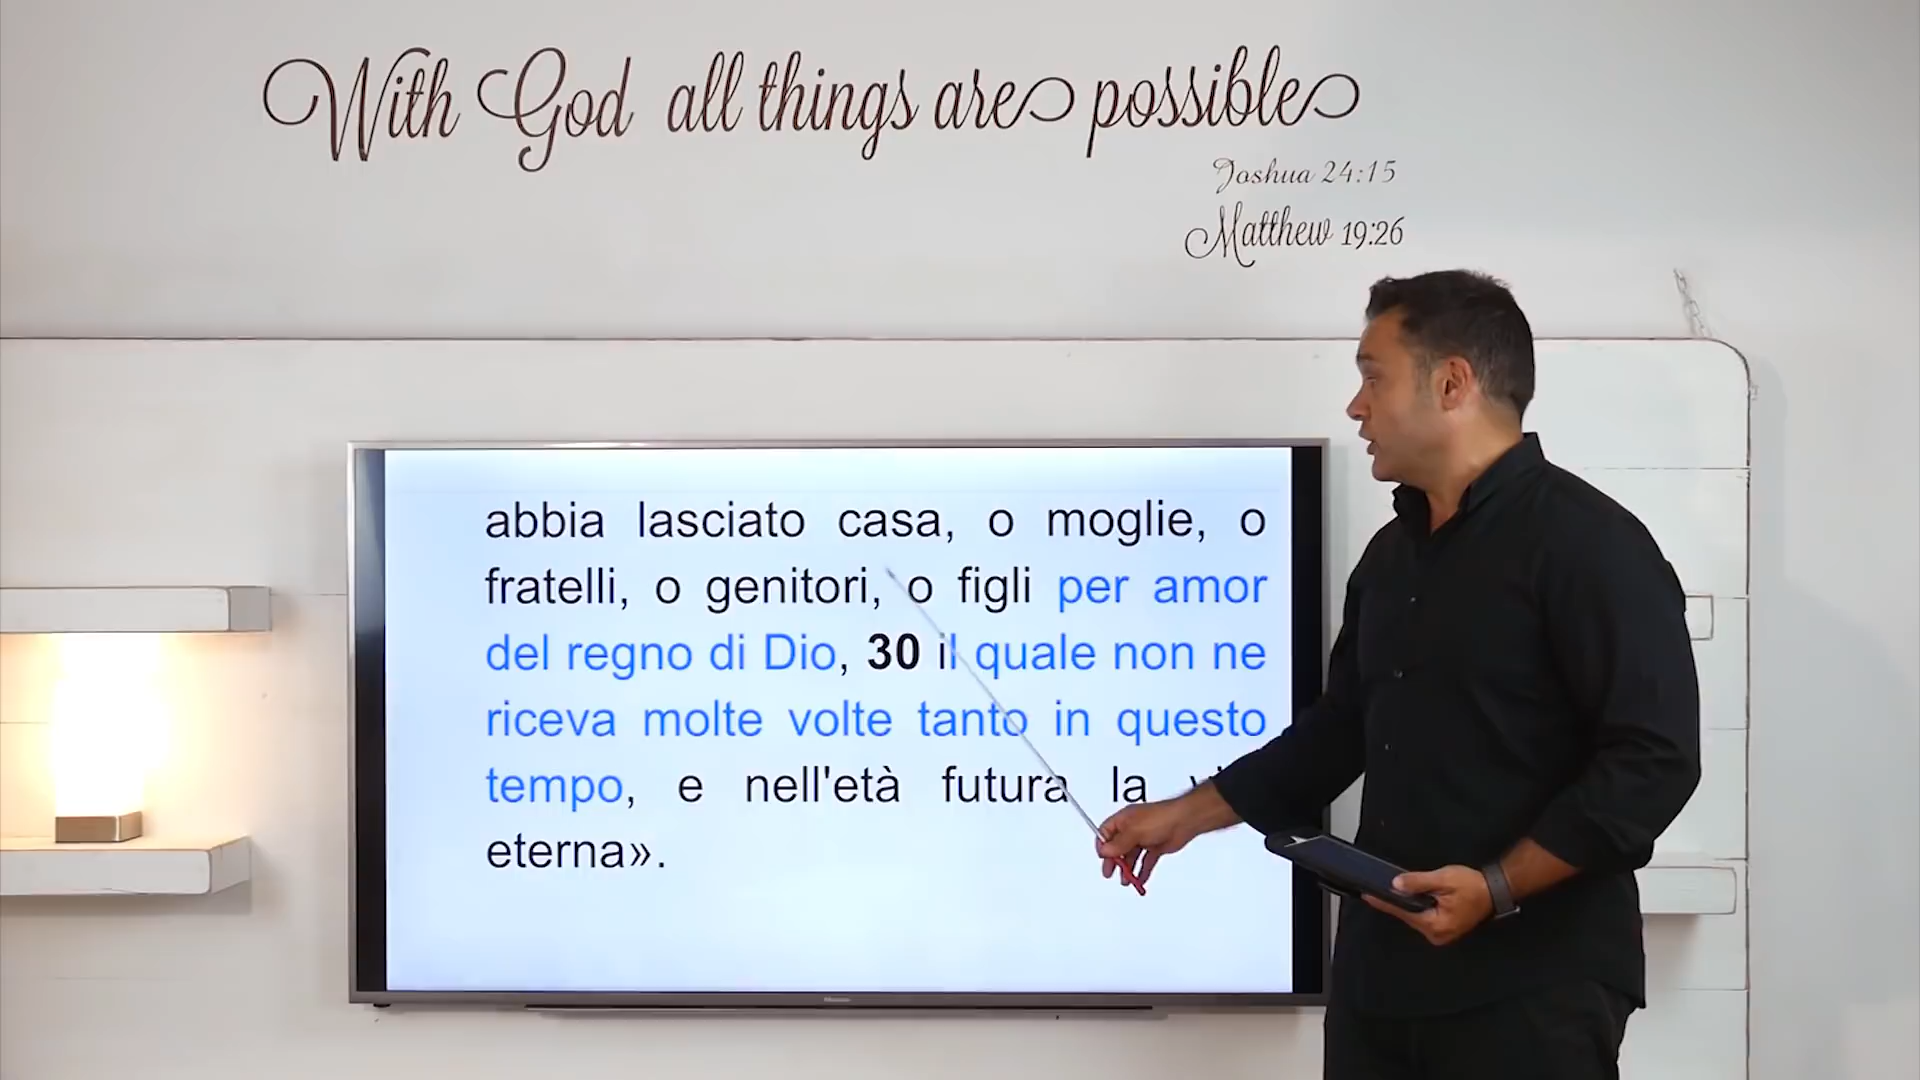 With God all things are possible
Joshua 24:15
Matthew 19:26
abbia lasciato casa, o moglie, o
fratelli, o genitori, o figli per amor
del regno di Dio, 30 il quale non ne
riceva molte volte tanto in questo
tempo, e nell'età futura la
eterna».